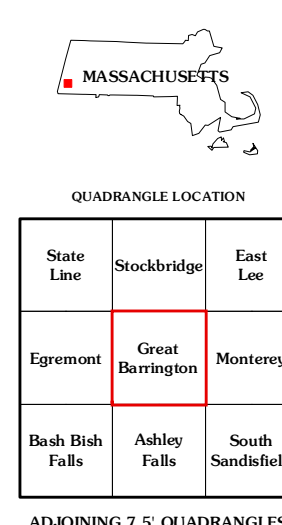 MASSACHUSETTS
QUADRANGLE LOCATION
State
Line
Stockbridge
East
Lee
Egremont
Great
Barrington
Monterey
Bash Bish
Falls
Ashley
Falls
South
Sandisfiel
ADJOINING 7.5' QUADRANGLES